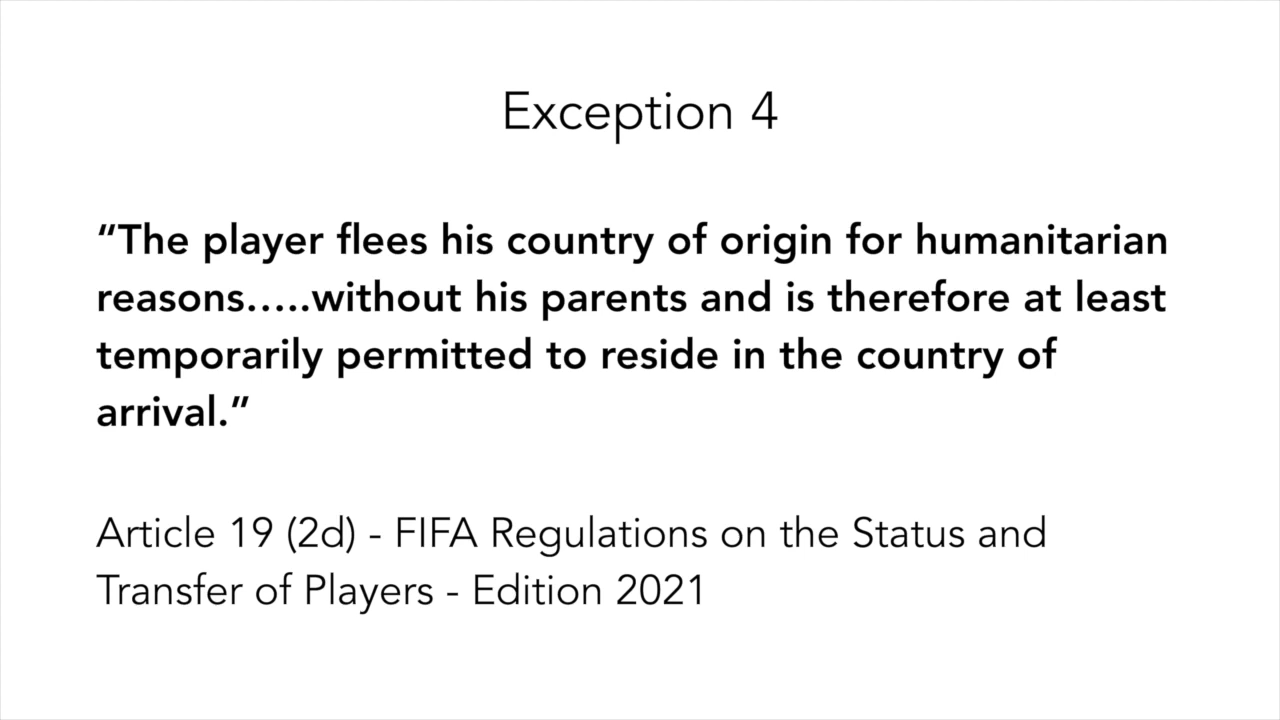 Exception 4
“The player flees his country of origin for humanitarian
reasons.....without his parents and is therefore at least
temporarily permitted to reside in the country of
arrival.”
Article 19 (2d) - FIFA Regulations on the Status and
Transfer of Players - Edition 2021